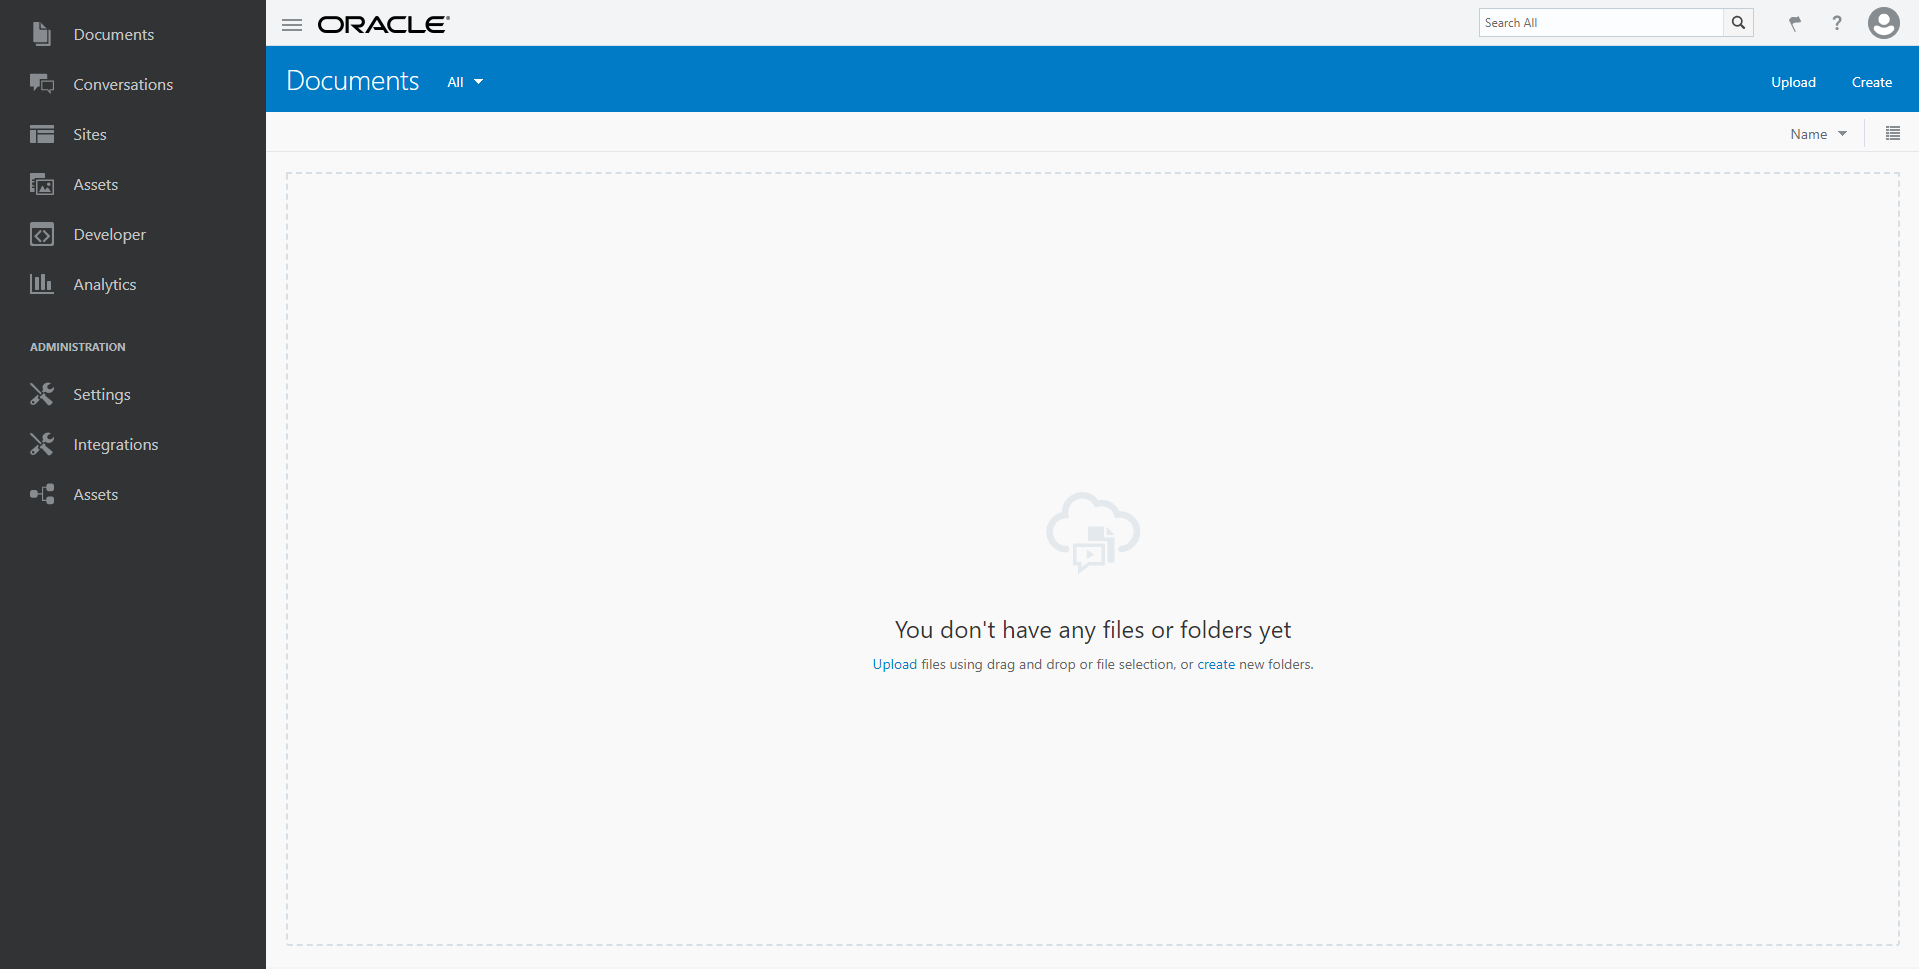 Documents
Conversations
Sites
Assets
Developer
Analytics
ADMINISTRATION
Settings
Integrations
Assets
ORACLE®
Search All
?
Documents All
Upload Create
Name
You don't have any files or folders yet
Upload files using drag and drop or file selection, or create new folders.